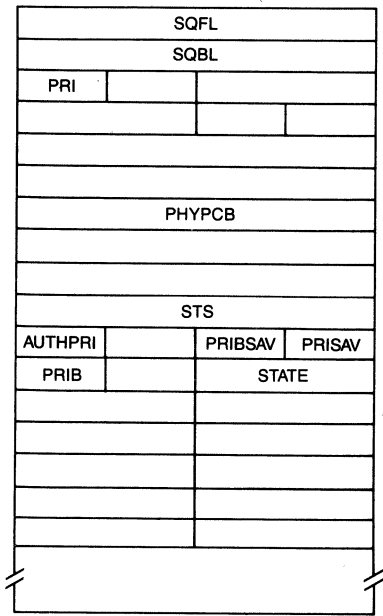 SQFL
SQBL
PRI
PHYPCB
STS
AUTHPRI PRIBSAV PRISAV
PRIB STATE